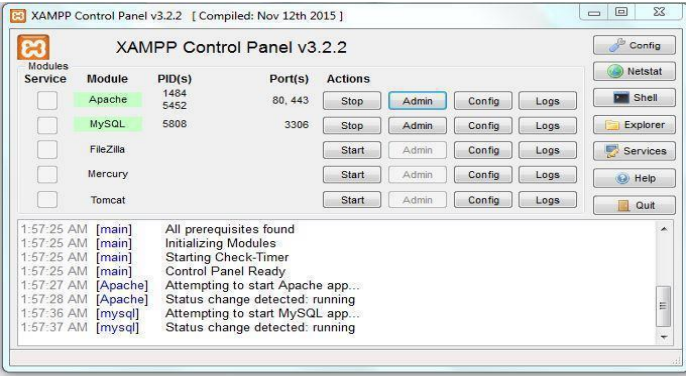 XAMPP Control Panel v3.2.2 [ Compiled: Nov 12th 2015 ]
XAMPP Control Panel v3.2.2
Config
Modules
Service Module PID(s) Port(s) Actions
Netstat
Apache 1484 5452 80, 443 Stop Admin Config Logs
Shell
MySQL 5808 3306 Stop Admin Config Logs
Explorer
FileZilla Start Admin Config Logs
Services
Mercury Start Admin Config Logs
Help
Tomcat Start Admin Config Logs
Quit
1:57:25 AM [main] All prerequisites found
1:57:25 AM [main] Initializing Modules
1:57:25 AM [main] Starting Check-Timer
1:57:25 AM [main] Control Panel Ready
1:57:27 AM [Apache] Attempting to start Apache app...
1:57:28 AM [Apache] Status change detected: running
1:57:36 AM [mysql] Attempting to start MySQL app...
1:57:37 AM [mysql] Status change detected: running